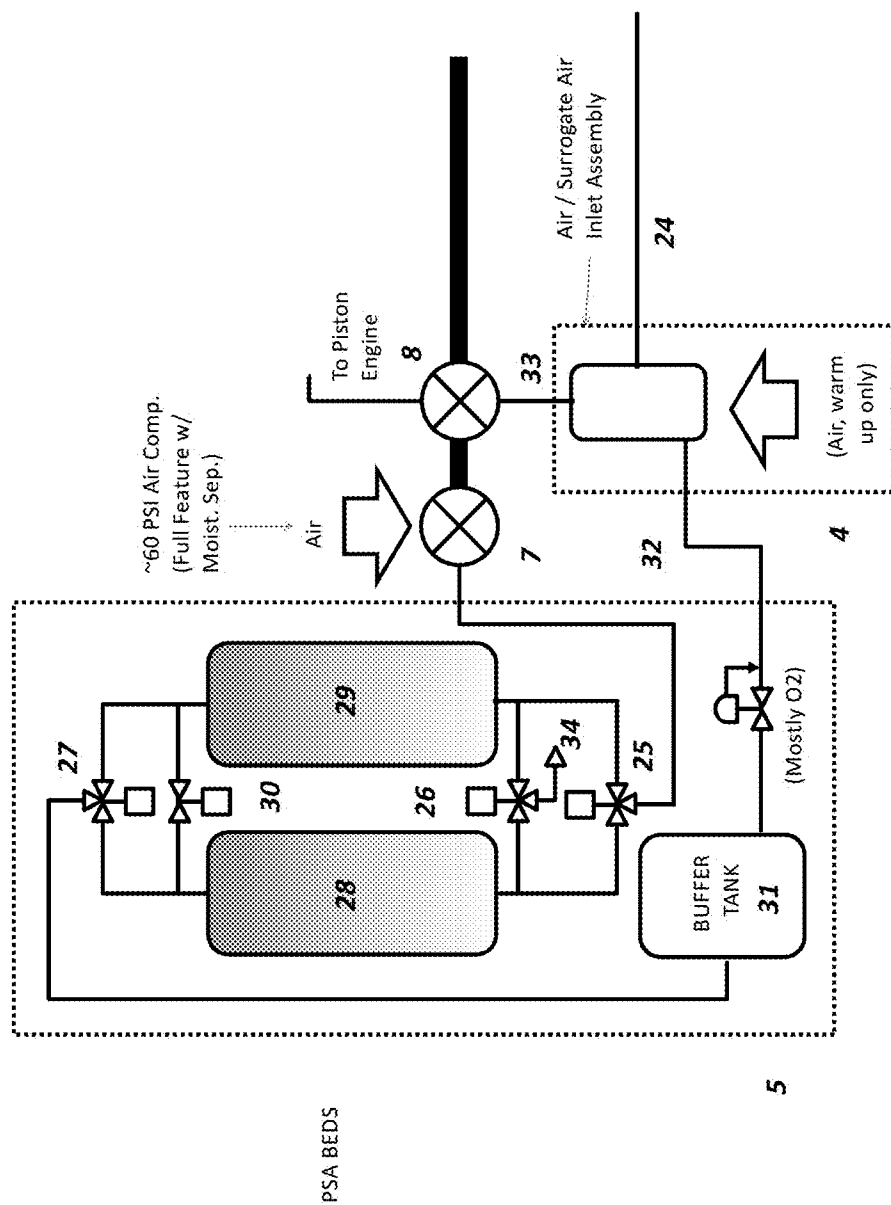 27
~60 PSI Air Comp.
(Full Feature w/
Moist. Sep.)
30
PSA BEDS
Air
To Piston
Engine
28
29
26
8
7
33
34
Air / Surrogate Air
Inlet Assembly
25
32
24
BUFFER
TANK
31
5
(Mostly O2)
4
(Air, warm
up only)